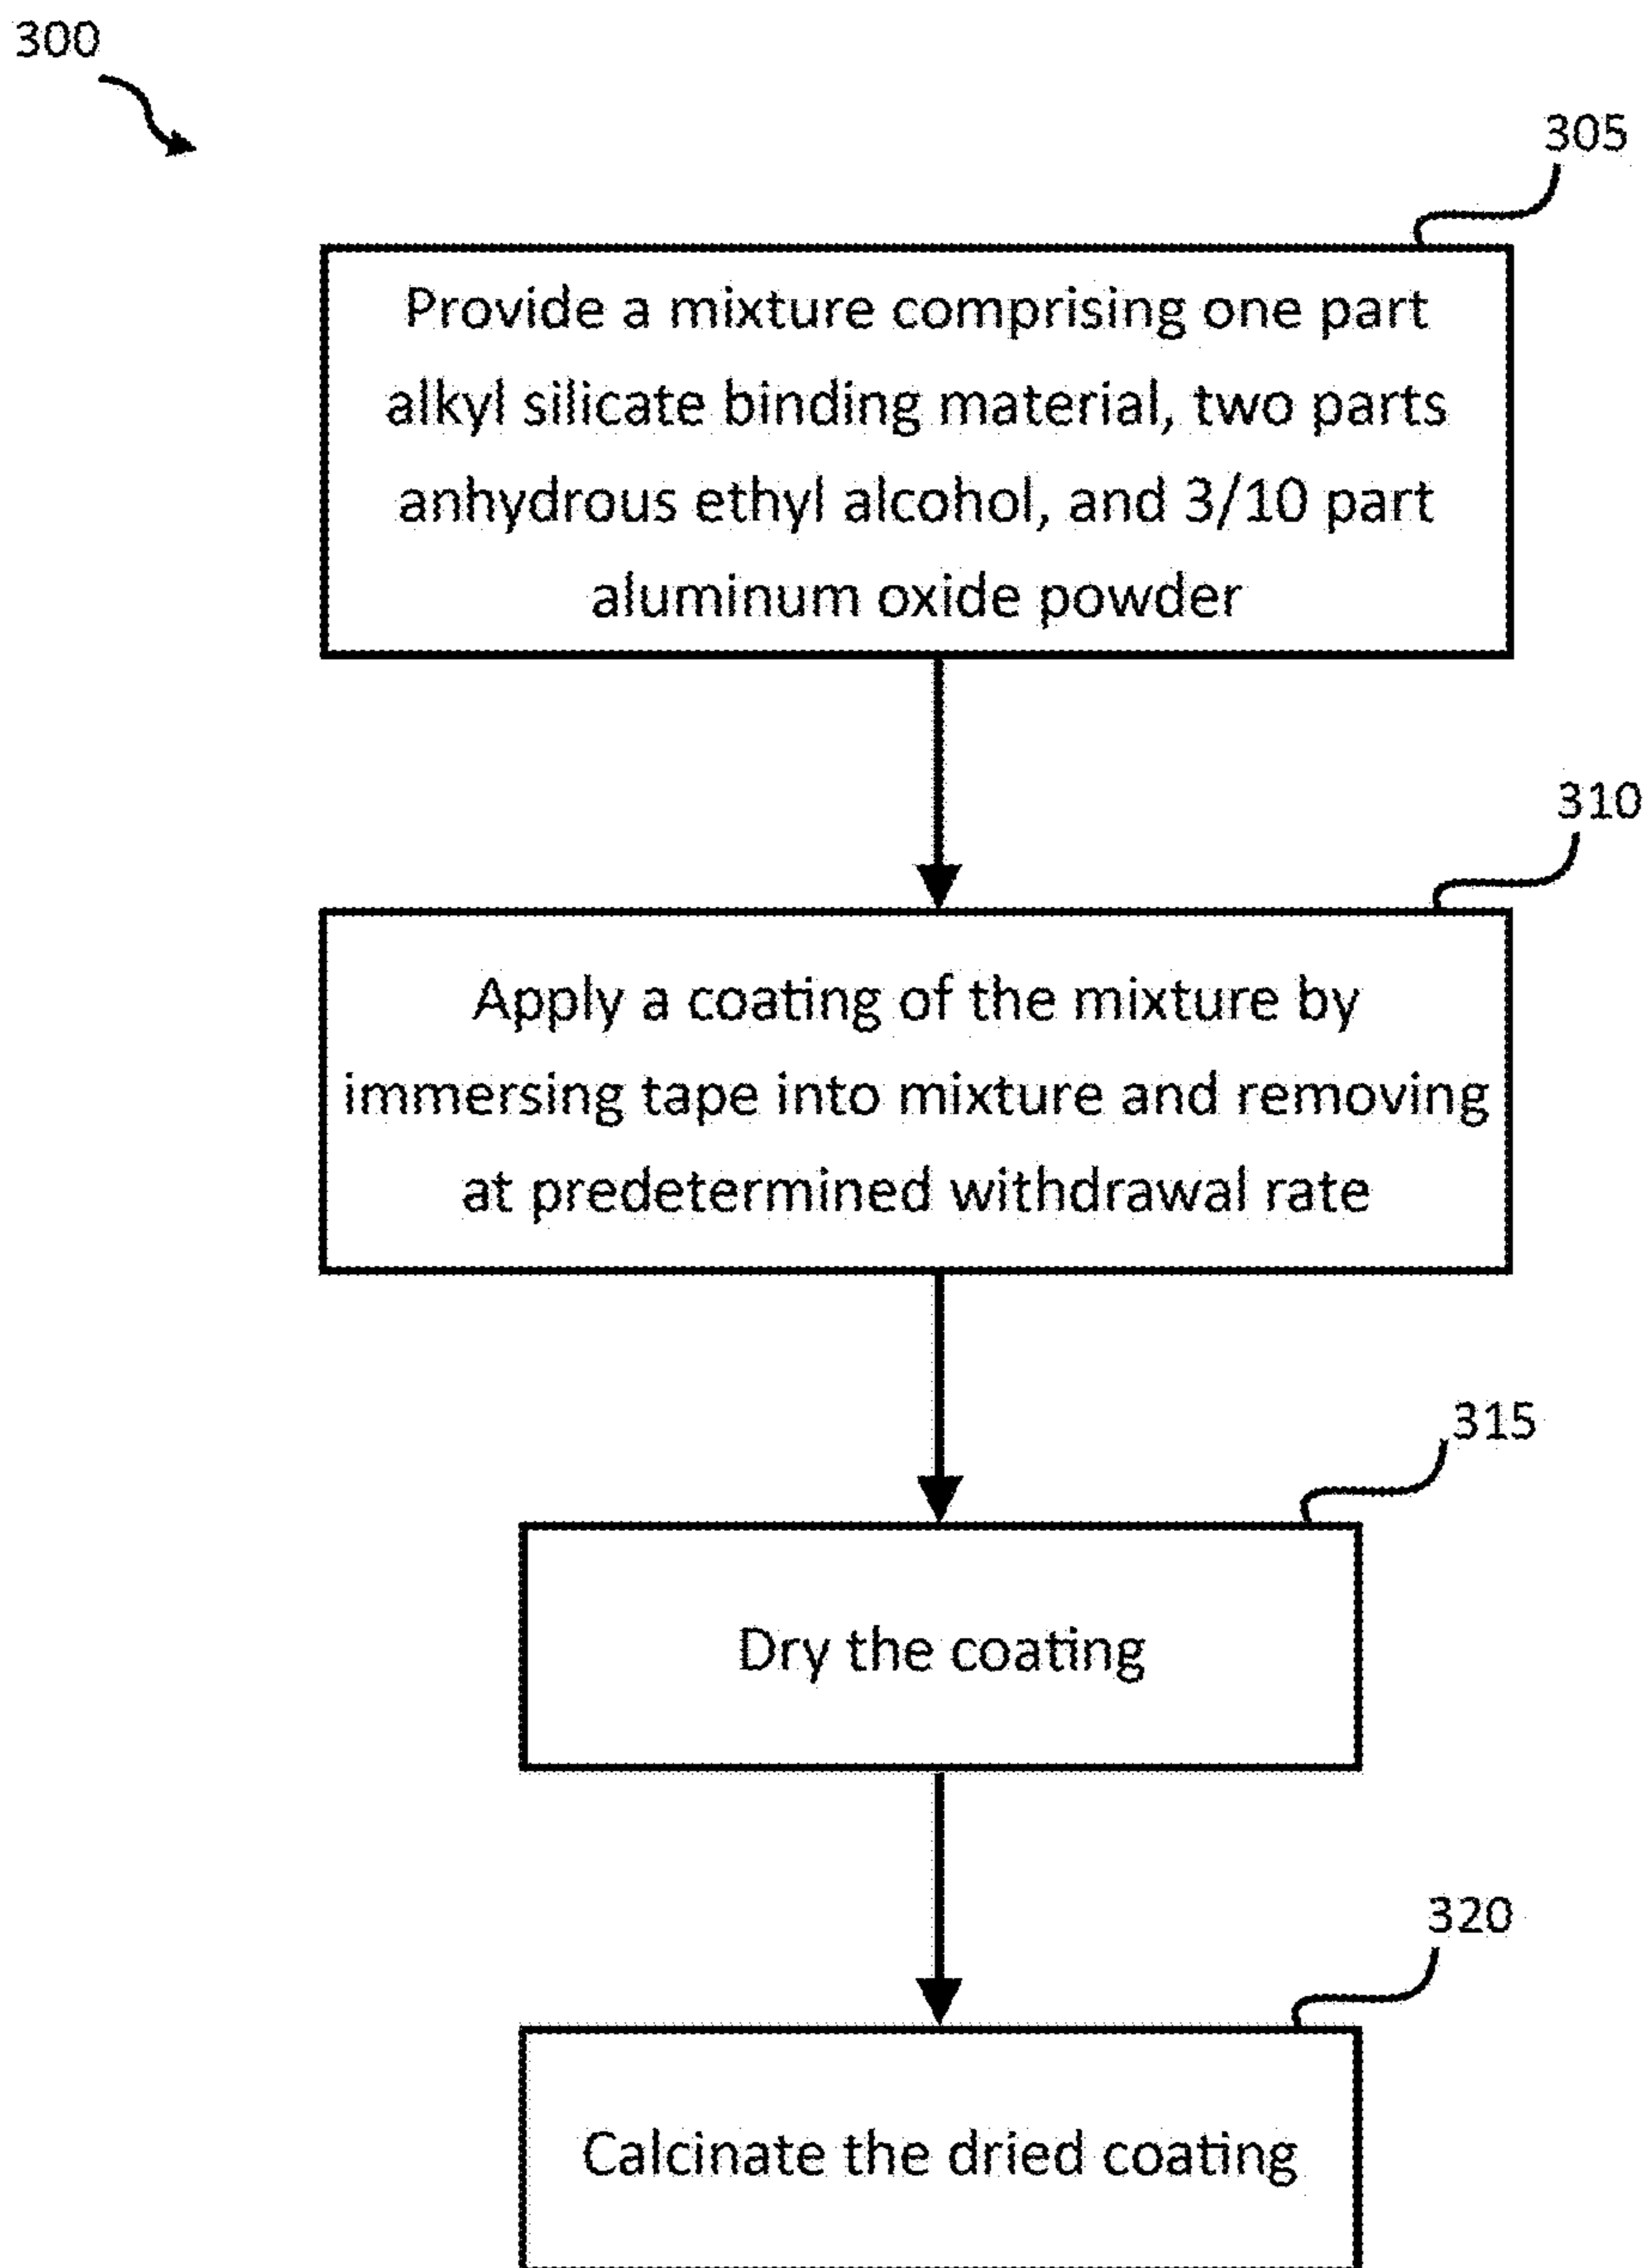 300
305
Provide a mixture comprising one part
alkyl silicate binding material, two parts
anhydrous ethyl alcohol, and 3/10 part
aluminum oxide powder
310
Apply a coating of the mixture by
immersing tape into mixture and removing
at predetermined withdrawal rate
315
Dry the coating
320
Calcinate the dried coating